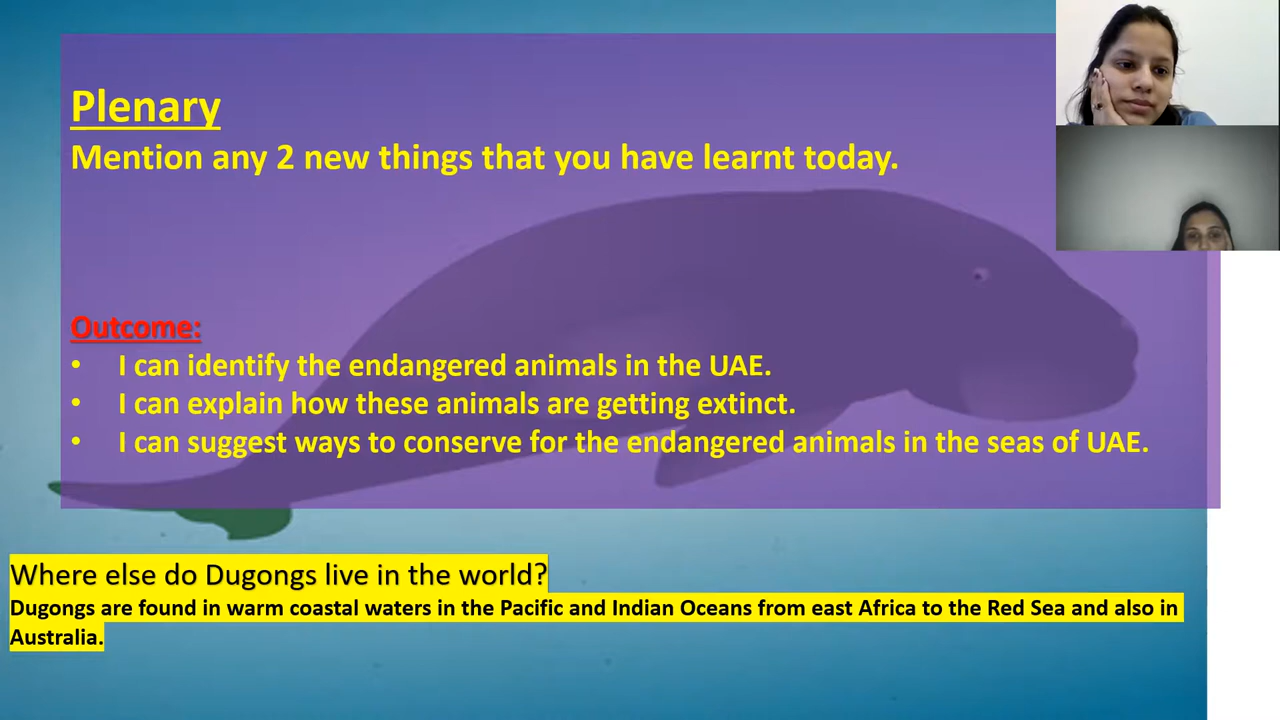 Plenary
Mention any 2 new things that you have learnt today.
Outcome:
• I can identify the endangered animals in the UAE.
• I can explain how these animals are getting extinct.
• I can suggest ways to conserve for the endangered animals in the seas of UAE.
Where else do Dugongs live in the world?
Dugongs are found in warm coastal waters in the Pacific and Indian Oceans from east Africa to the Red Sea and also in
Australia.